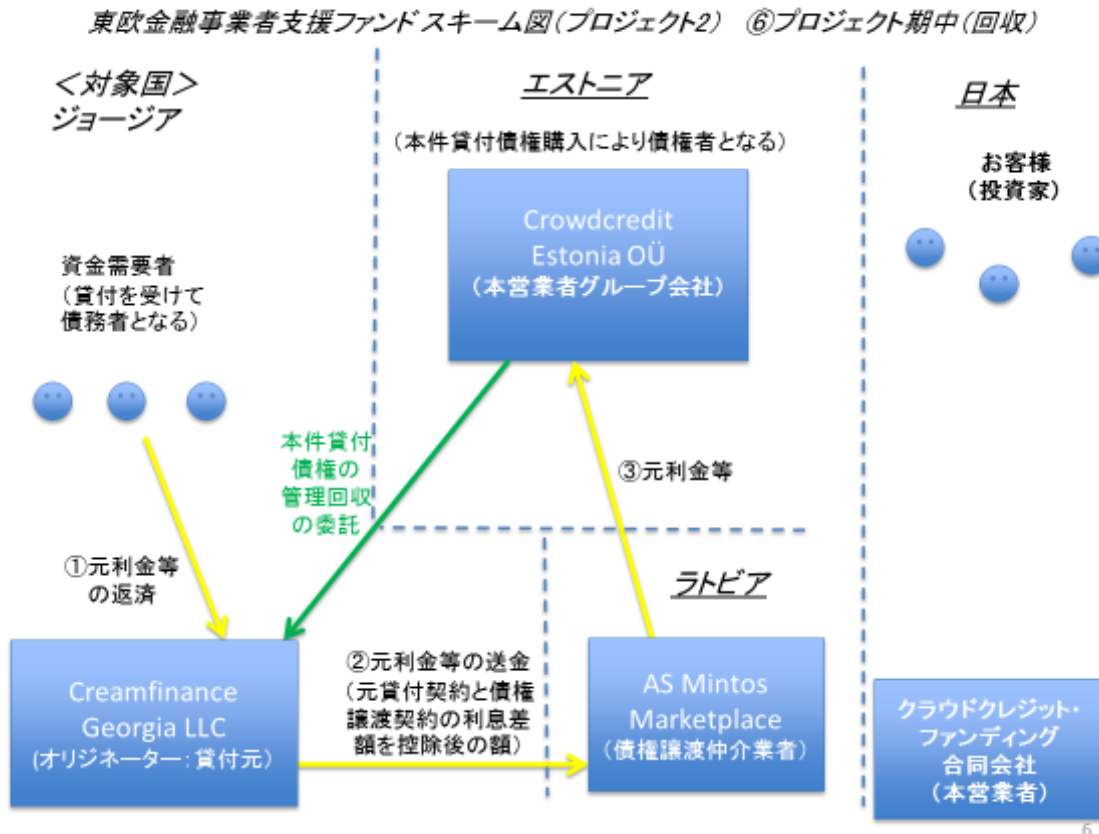 東欧金融事業者支援ファンド スキーム図(プロジェクト2)　⑥プロジェクト期中(回収)
＜対象国＞
ジョージア
エストニア
日本
(本件貸付債権購入により債権者となる)
お客様
(投資家)
Crowdcredit
Estonia OÜ
(本営業者グループ会社)
資金需要者
(貸付を受けて
債務者となる)
本件貸付
債権の
管理回収
の委託
③元利金等
①元利金等
の返済
ラトビア
②元利金等の送金
(元貸付契約と債権
譲渡契約の利息差
額を控除後の額)
Creamfinance
Georgia LLC
(オリジネーター：貸付元)
AS Mintos
Marketplace
(債権譲渡仲介業者)
クラウドクレジット・
ファンディング
合同会社
(本営業者)
6